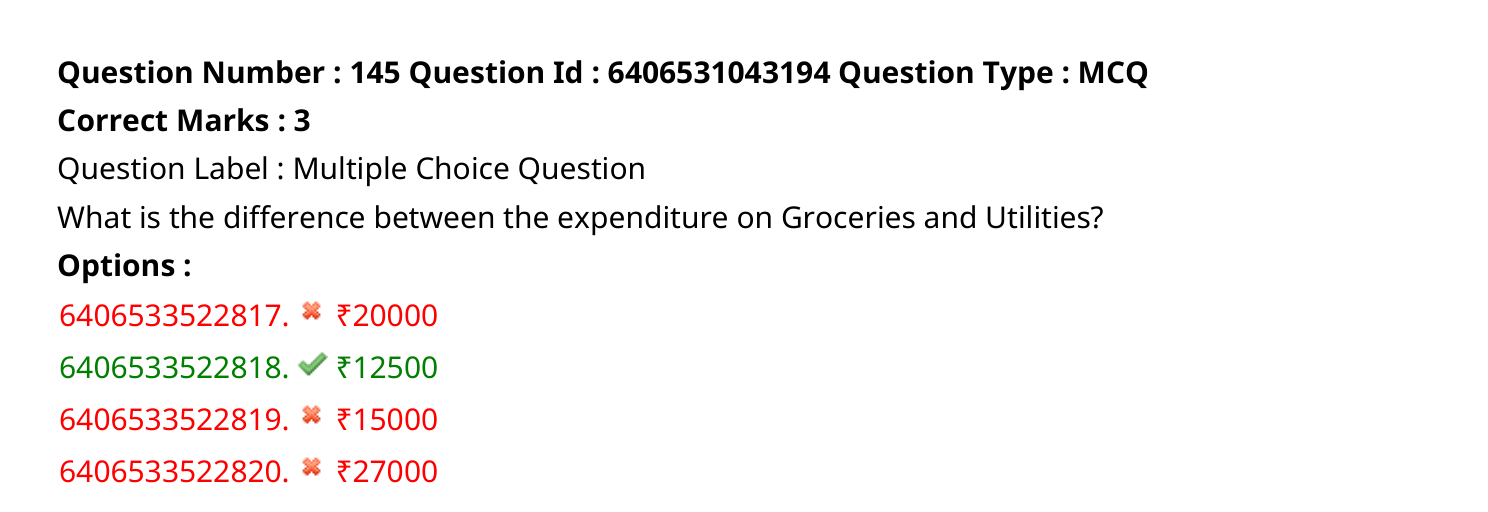 Question Number : 145 Question Id : 6406531043194 Question Type : MCQ
Correct Marks : 3
Question Label : Multiple Choice Question
What is the difference between the expenditure on Groceries and Utilities?
Options :
6406533522817. ✖ ₹20000
6406533522818. ✔ ₹12500
6406533522819. ✖ ₹15000
6406533522820. ✖ ₹27000